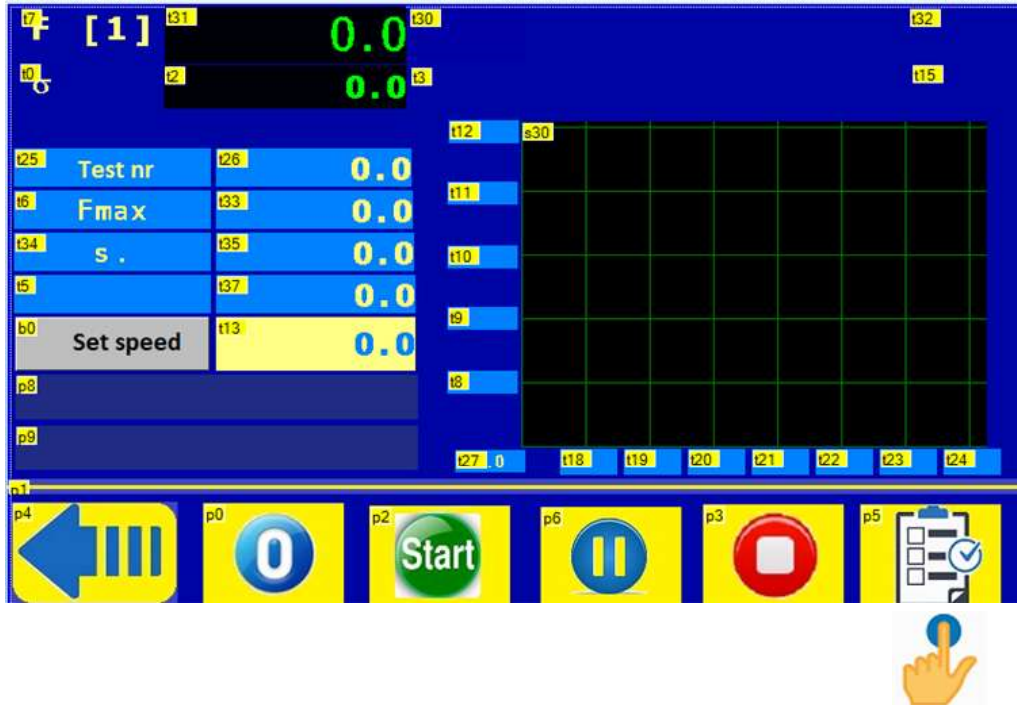 t7 F [1] t31 0.0 t30 t32
t0 σ t2 0.0 t3 t15
t12 s30
t25 Test nr t26 0.0
t6 Fmax t33 0.0 t11
t34 s . t35 0.0 t10
t5 t37 0.0
b0 Set speed t13 0.0 t9
p8 t8
p9
t27 .0 t18 t19 t20 t21 t22 t23 t24
p1
p4 p0 0 p2 Start p6 p3 p5